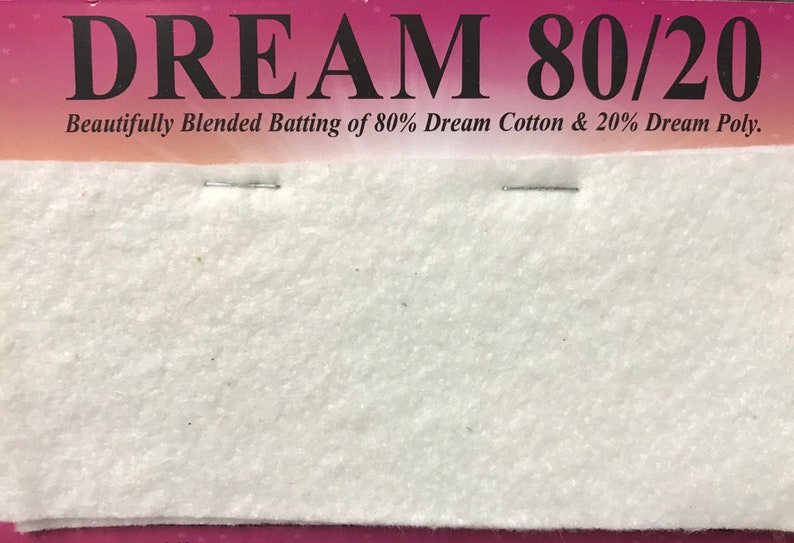 DREAM 80/20
Beautifully Blended Batting of 80% Dream Cotton & 20% Dream Poly.